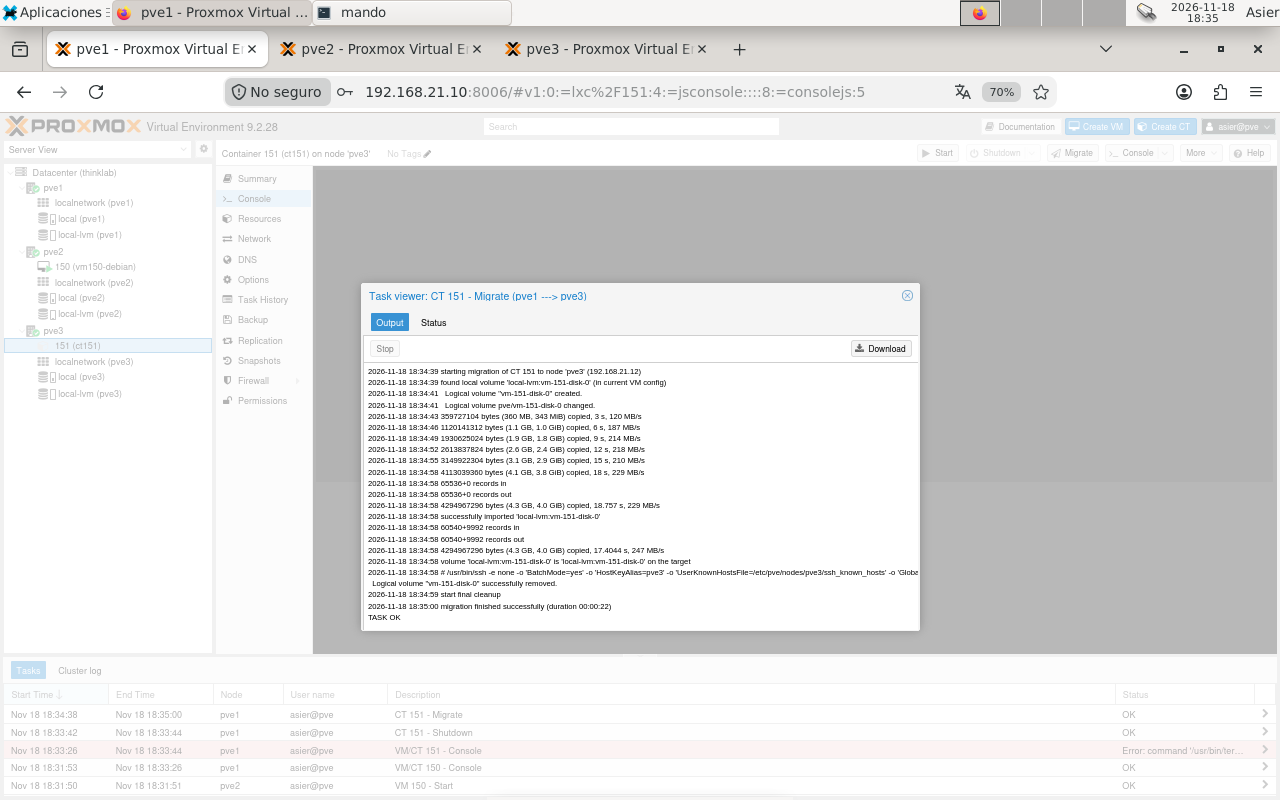 Aplicaciones
pve1 - Proxmox Virtual ...
mando
2026-11-18
18:35
Asier
pve1 - Proxmox Virtual
pve2 - Proxmox Virtual
pve3 - Proxmox Virtual
No seguro
192.168.21.10:8006/#v1:0:=lxc%2F151:4:=jsconsole::::8:=consolejs:5
70%
PROXMOX Virtual Environment 9.2.28
Search
Documentation
Create VM
Create CT
asier@pve
Server View
Container 151 (ct151) on node 'pve3'
No Tags
Start
Shutdown
Migrate
Console
More
Help
Datacenter (thinklab)
pve1
localnetwork (pve1)
local (pve1)
local-lvm (pve1)
pve2
150 (vm150-debian)
localnetwork (pve2)
local (pve2)
local-lvm (pve2)
pve3
151 (ct151)
localnetwork (pve3)
local (pve3)
local-lvm (pve3)
Summary
Console
Resources
Network
DNS
Options
Task History
Backup
Replication
Snapshots
Firewall
Permissions
Task viewer: CT 151 - Migrate (pve1 ---> pve3)
Output
Status
Stop
Download
2026-11-18 18:34:39 starting migration of CT 151 to node 'pve3' (192.168.21.12)
2026-11-18 18:34:39 found local volume 'local-lvm:vm-151-disk-0' (in current VM config)
2026-11-18 18:34:41 Logical volume "vm-151-disk-0" created.
2026-11-18 18:34:41 Logical volume pve/vm-151-disk-0 changed.
2026-11-18 18:34:43 359727104 bytes (360 MB, 343 MiB) copied, 3 s, 120 MB/s
2026-11-18 18:34:46 1120141312 bytes (1.1 GB, 1.0 GiB) copied, 6 s, 187 MB/s
2026-11-18 18:34:49 1930625024 bytes (1.9 GB, 1.8 GiB) copied, 9 s, 214 MB/s
2026-11-18 18:34:52 2613837824 bytes (2.6 GB, 2.4 GiB) copied, 12 s, 218 MB/s
2026-11-18 18:34:55 3149922304 bytes (3.1 GB, 2.9 GiB) copied, 15 s, 210 MB/s
2026-11-18 18:34:58 4113039360 bytes (4.1 GB, 3.8 GiB) copied, 18 s, 229 MB/s
2026-11-18 18:34:58 65536+0 records in
2026-11-18 18:34:58 65536+0 records out
2026-11-18 18:34:58 4294967296 bytes (4.3 GB, 4.0 GiB) copied, 18.757 s, 229 MB/s
2026-11-18 18:34:58 successfully imported 'local-lvm:vm-151-disk-0'
2026-11-18 18:34:58 60540+9992 records in
2026-11-18 18:34:58 60540+9992 records out
2026-11-18 18:34:58 4294967296 bytes (4.3 GB, 4.0 GiB) copied, 17.4044 s, 247 MB/s
2026-11-18 18:34:58 volume 'local-lvm:vm-151-disk-0' is 'local-lvm:vm-151-disk-0' on the target
2026-11-18 18:34:58 # /usr/bin/ssh -e none -o 'BatchMode=yes' -o 'HostKeyAlias=pve3' -o 'UserKnownHostsFile=/etc/pve/nodes/pve3/ssh_known_hosts' -o 'Globa
Logical volume "vm-151-disk-0" successfully removed.
2026-11-18 18:34:59 start final cleanup
2026-11-18 18:35:00 migration finished successfully (duration 00:00:22)
TASK OK
Tasks
Cluster log
Start Time
End Time
Node
User name
Description
Status
Nov 18 18:34:38 Nov 18 18:35:00 pve1 asier@pve CT 151 - Migrate OK
Nov 18 18:33:42 Nov 18 18:33:44 pve1 asier@pve CT 151 - Shutdown OK
Nov 18 18:33:26 Nov 18 18:33:44 pve1 asier@pve VM/CT 151 - Console Error: command '/usr/bin/ter...
Nov 18 18:31:53 Nov 18 18:33:26 pve1 asier@pve VM/CT 150 - Console OK
Nov 18 18:31:50 Nov 18 18:31:51 pve2 asier@pve VM 150 - Start OK